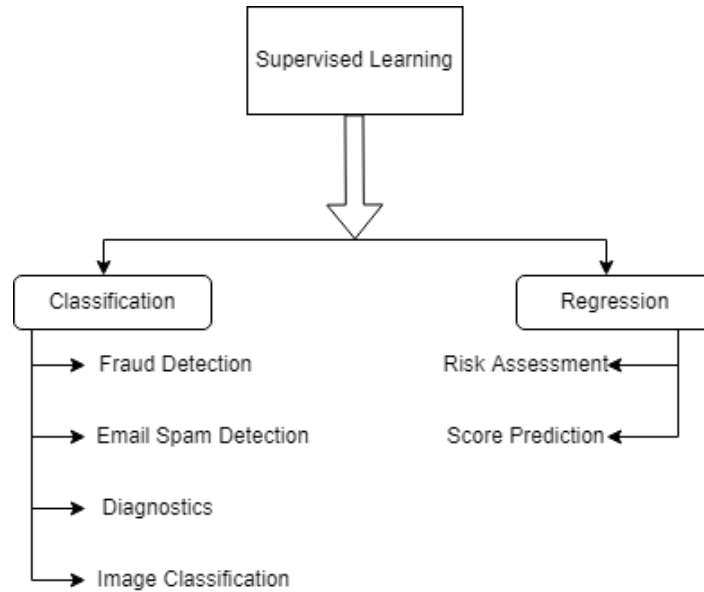 Supervised Learning
Classification
Regression
Fraud Detection
Risk Assessment
Email Spam Detection
Score Prediction
Diagnostics
Image Classification